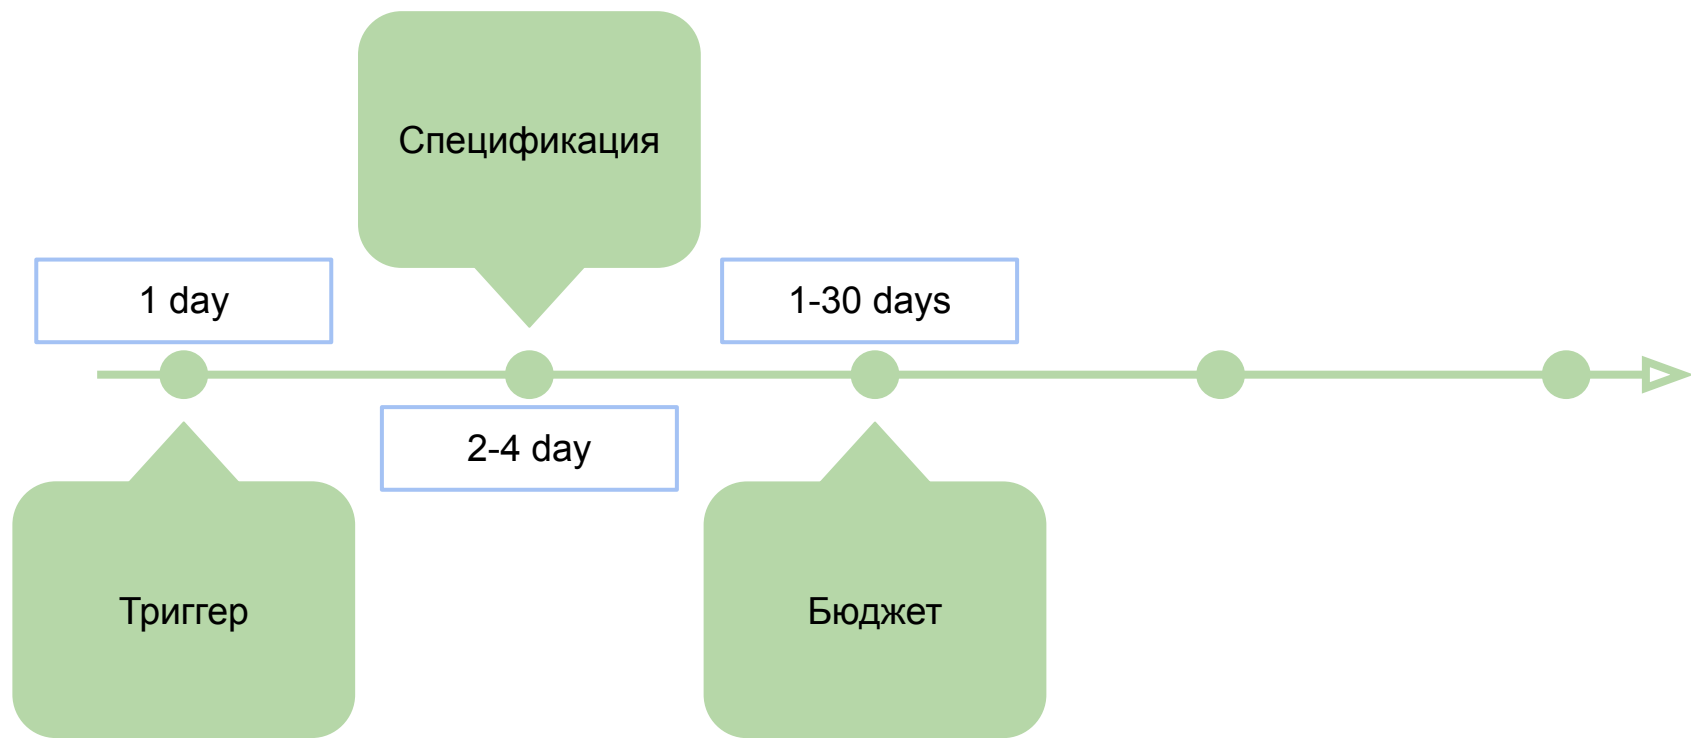 Спецификация
1 day
1-30 days
2-4 day
Триггер
Бюджет